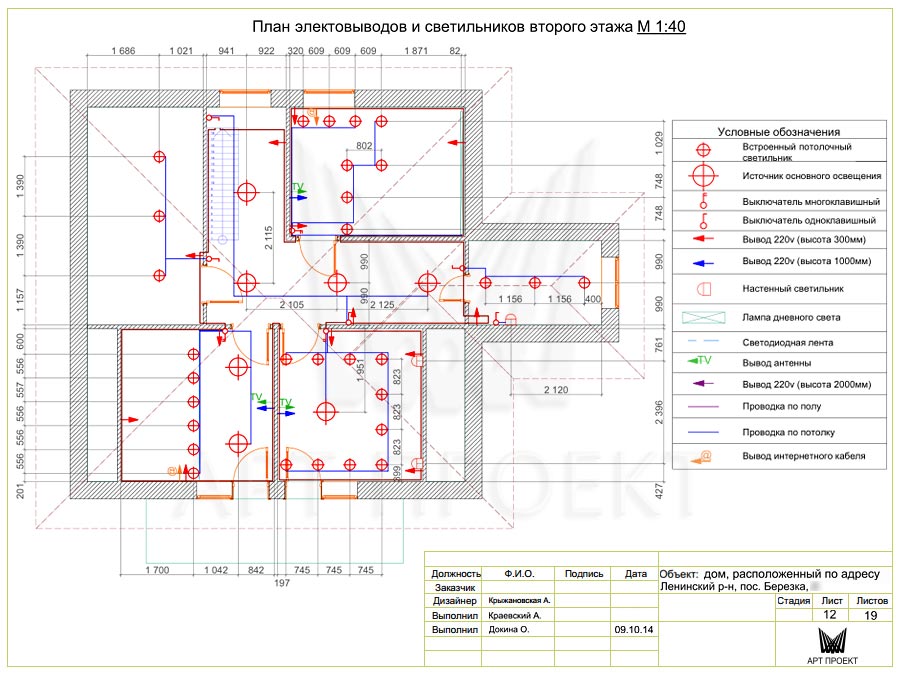 План электовыводов и светильников второго этажа М 1:40
1 686 1 021 941 922 320 609 609 609 1.871 82
802
1 029
748
748
990
990
761
2 396
427
1 390
1 390
1 157
600
556
557
556
556
556
201
2 115
990
990
2 105
2 125
1 156 1 156 400
2 120
1 951
823
823
823
399
TV
TV
TV
@
@
1 700 1 042 842 745 745 745
197
Условные обозначения
Встроенный потолочный
светильник
Источник основного освещения
Выключатель многоклавишный
Выключатель одноклавишный
Вывод 220v (высота 300мм)
Вывод 220v (высота 1000мм)
Настенный светильник
Лампа дневного света
Светодиодная лента
TV Вывод антенны
Вывод 220v (высота 2000мм)
Проводка по полу
Проводка по потолку
@ Вывод интернетного кабеля
АРТ ПРОЕКТ
Должность Ф.И.О. Подпись Дата
Заказчик
Дизайнер Крыжановская А.
Выполнил Краевский А.
Выполнил Докина О. 09.10.14
Объект: дом, расположенный по адресу
Ленинский р-н, пос. Березка,
Стадия Лист Листов
12 19
АРТ ПРОЕКТ